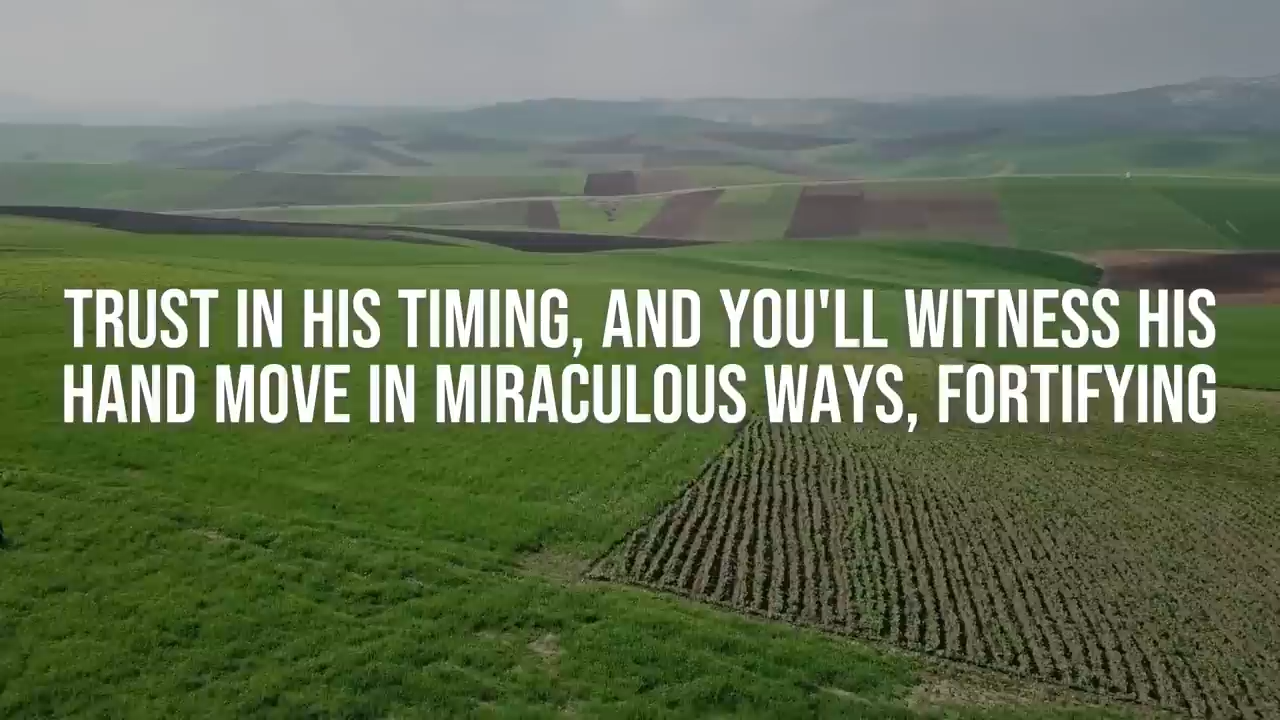 TRUST IN HIS TIMING, AND YOU'LL WITNESS HIS
HAND MOVE IN MIRACULOUS WAYS, FORTIFYING